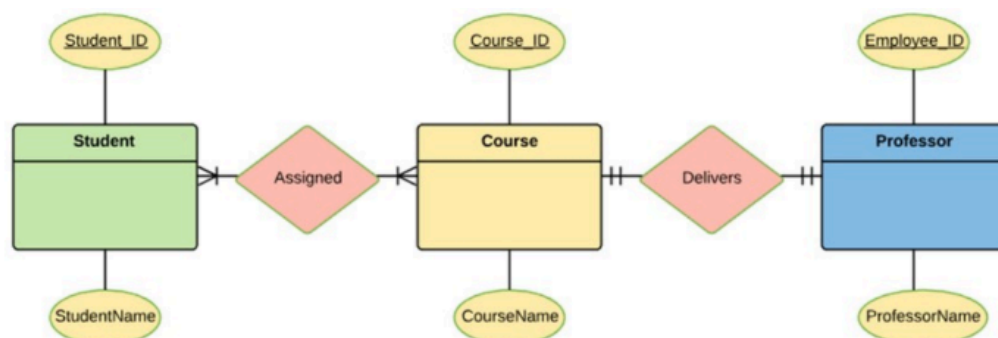 Student_ID
Course_ID
Employee_ID
Student
Course
Professor
Assigned
Delivers
StudentName
CourseName
ProfessorName